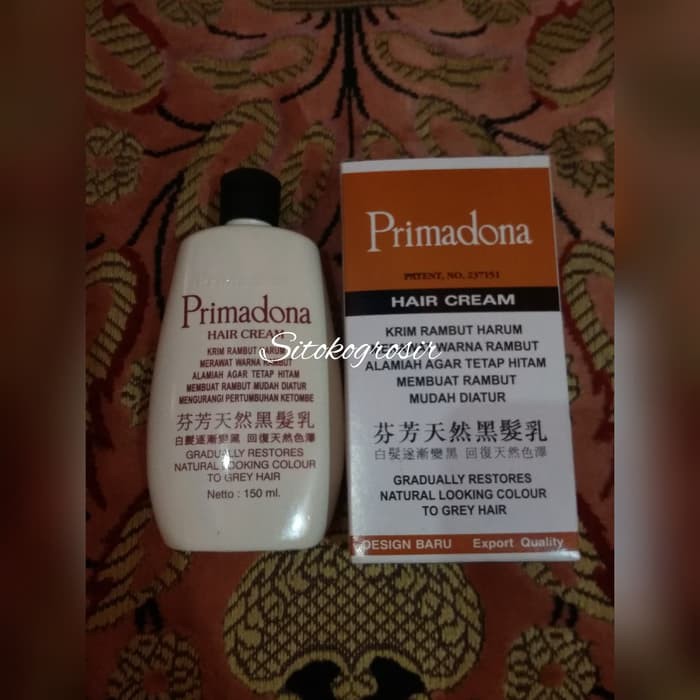 Primadona
HAIR CREAM
KRIM RAMBUT HARUM
MERAWAT WARNA RAMBUT
ALAMIAH AGAR TETAP HITAM
MEMBUAT RAMBUT MUDAH DIATUR
MENGURANGI PERTUMBUHAN KETOMBE
芬芳天然黑髮乳
白髮逐漸變黑 回復天然色澤
GRADUALLY RESTORES
NATURAL LOOKING COLOUR
TO GREY HAIR
Netto : 150 ml.
Primadona
PATENT, NO. 237151
HAIR CREAM
KRIM RAMBUT HARUM
MERAWAT WARNA RAMBUT
ALAMIAH AGAR TETAP HITAM
MEMBUAT RAMBUT
MUDAH DIATUR
芬芳天然黑髮乳
白髮逐漸變黑 回復天然色澤
GRADUALLY RESTORES
NATURAL LOOKING COLOUR
TO GREY HAIR
DESIGN BARU Export Quality
Sitokogrosir